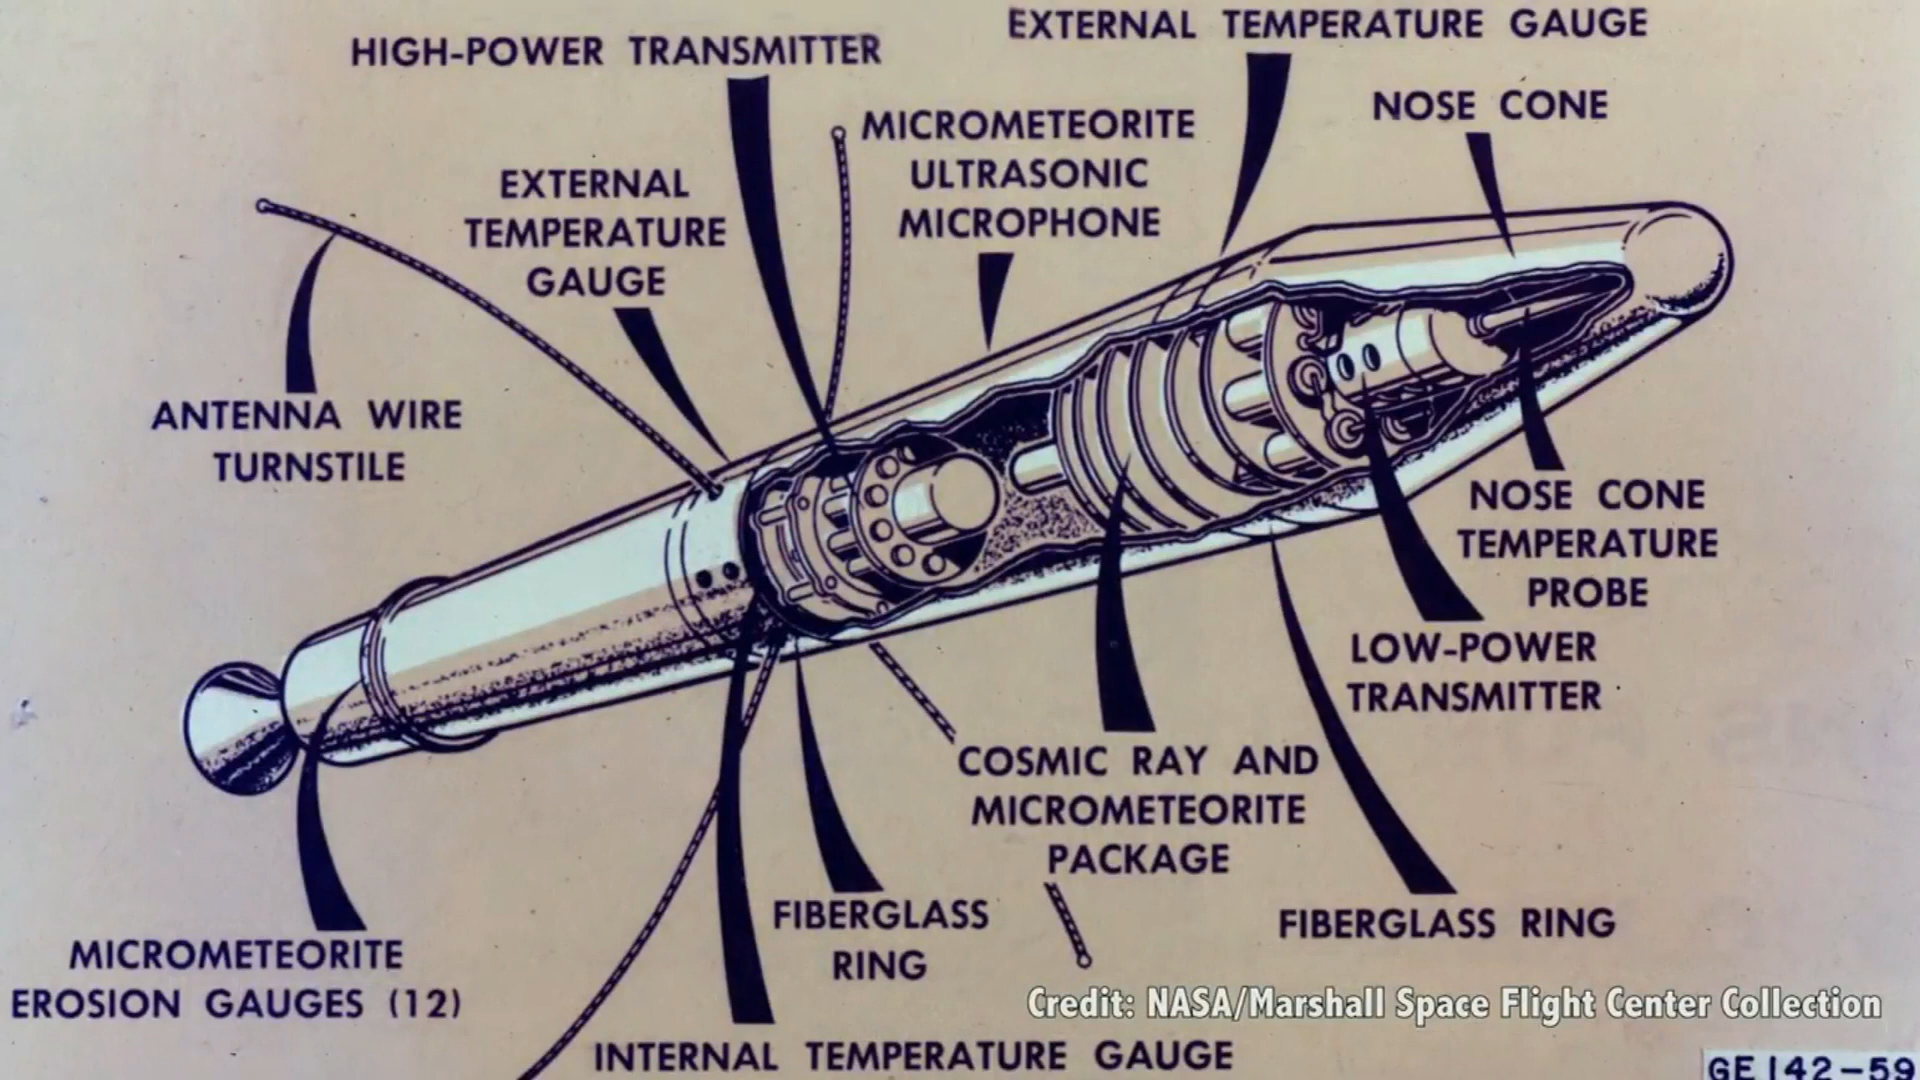 HIGH-POWER TRANSMITTER
EXTERNAL TEMPERATURE GAUGE
NOSE CONE
MICROMETEORITE
ULTRASONIC
MICROPHONE
EXTERNAL
TEMPERATURE
GAUGE
ANTENNA WIRE
TURNSTILE
NOSE CONE
TEMPERATURE
PROBE
LOW-POWER
TRANSMITTER
COSMIC RAY AND
MICROMETEORITE
PACKAGE
FIBERGLASS
RING
FIBERGLASS RING
MICROMETEORITE
EROSION GAUGES (12)
INTERNAL TEMPERATURE GAUGE
Credit: NASA/Marshall Space Flight Center Collection
GE 142-59